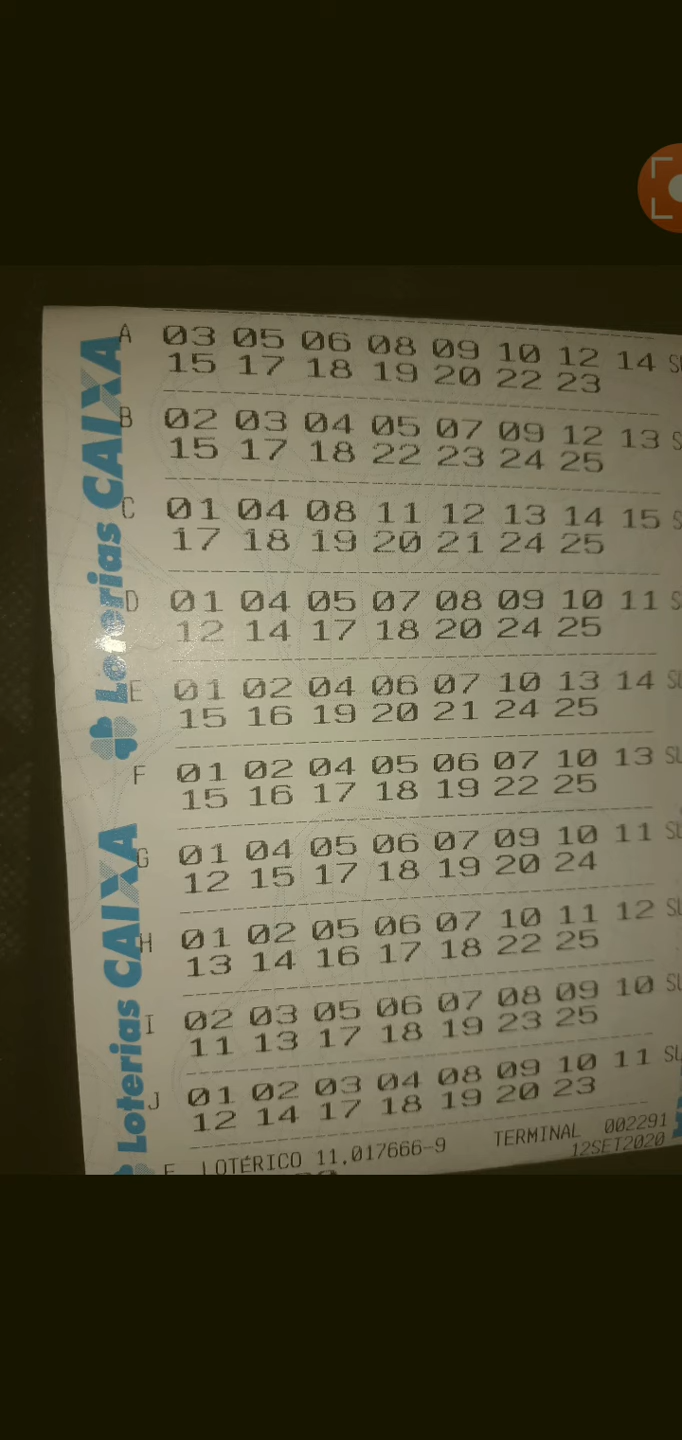 A 03 05 06 08 09 10 12 14
15 17 18 19 20 22 23
B 02 03 04 05 07 09 12 13
15 17 18 22 23 24 25
C 01 04 08 11 12 13 14 15
17 18 19 20 21 24 25
D 01 04 05 07 08 09 10 11
12 14 17 18 20 24 25
E 01 02 04 06 07 10 13 14
15 16 19 20 21 24 25
F 01 02 04 05 06 07 10 13
15 16 17 18 19 22 25
G 01 04 05 06 07 09 10 11
12 15 17 18 19 20 24
H 01 02 05 06 07 10 11 12
13 14 16 17 18 22 25
I 02 03 05 06 07 08 09 10
11 13 17 18 19 23 25
J 01 02 03 04 08 09 10 11
12 14 17 18 19 20 23
LOTÉRICO 11.017666-9 TERMINAL 002291
12SET2020
Loterias CAIXA
Loterias CAIXA